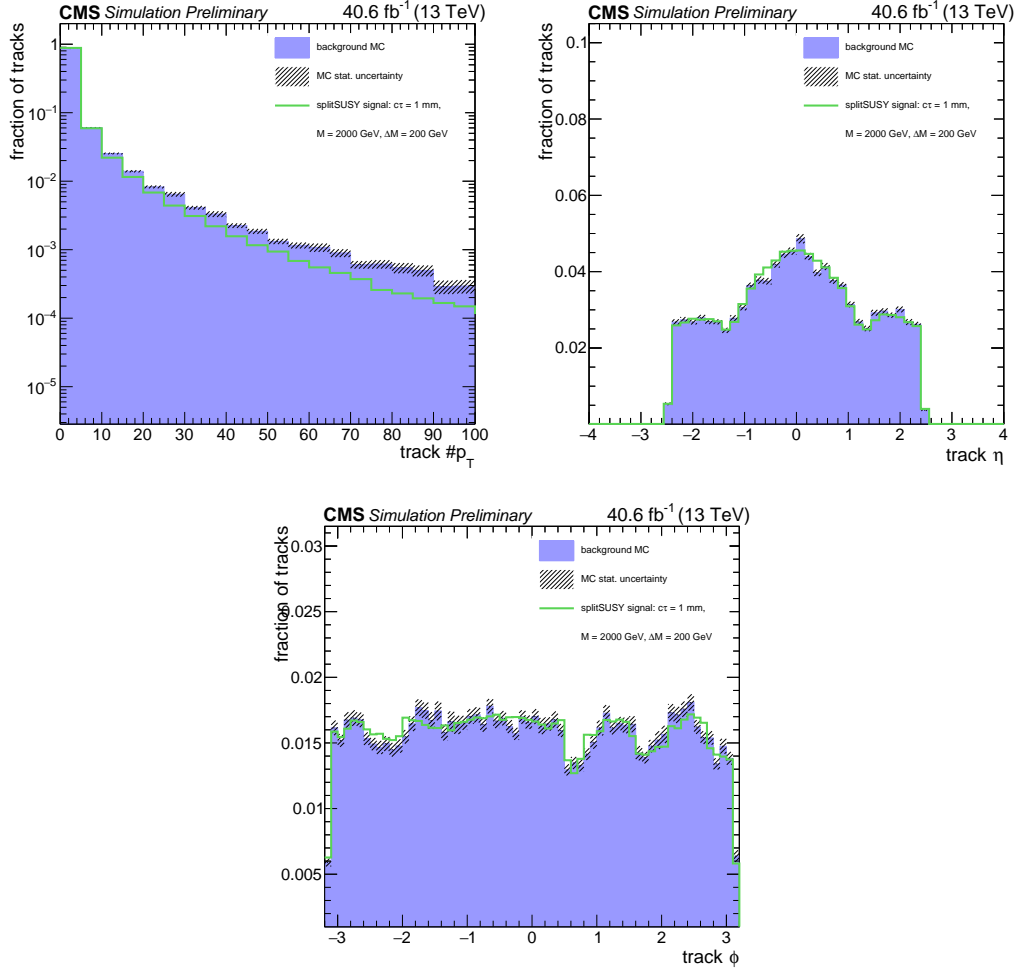 CMS Simulation Preliminary 40.6 fb⁻¹ (13 TeV)
fraction of tracks
1
10⁻¹
10⁻²
10⁻³
10⁻⁴
10⁻⁵
background MC
MC stat. uncertainty
splitSUSY signal: cτ = 1 mm,
M = 2000 GeV, ΔM = 200 GeV
0 10 20 30 40 50 60 70 80 90 100
track #p_T
CMS Simulation Preliminary 40.6 fb⁻¹ (13 TeV)
fraction of tracks
0.1
0.08
0.06
0.04
0.02
background MC
MC stat. uncertainty
splitSUSY signal: cτ = 1 mm,
M = 2000 GeV, ΔM = 200 GeV
−4 −3 −2 −1 0 1 2 3 4
track η
CMS Simulation Preliminary 40.6 fb⁻¹ (13 TeV)
fraction of tracks
0.03
0.025
0.02
0.015
0.01
0.005
background MC
MC stat. uncertainty
splitSUSY signal: cτ = 1 mm,
M = 2000 GeV, ΔM = 200 GeV
−3 −2 −1 0 1 2 3
track ϕ